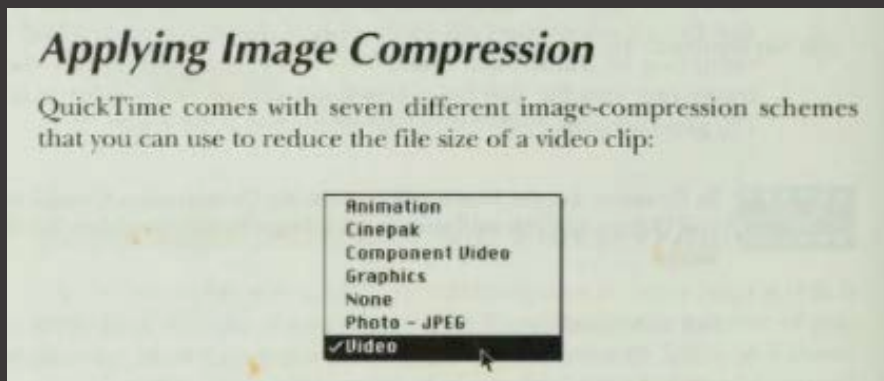 Applying Image Compression
QuickTime comes with seven different image-compression schemes
that you can use to reduce the file size of a video clip:
Animation
Cinepak
Component Video
Graphics
None
Photo - JPEG
✓Video